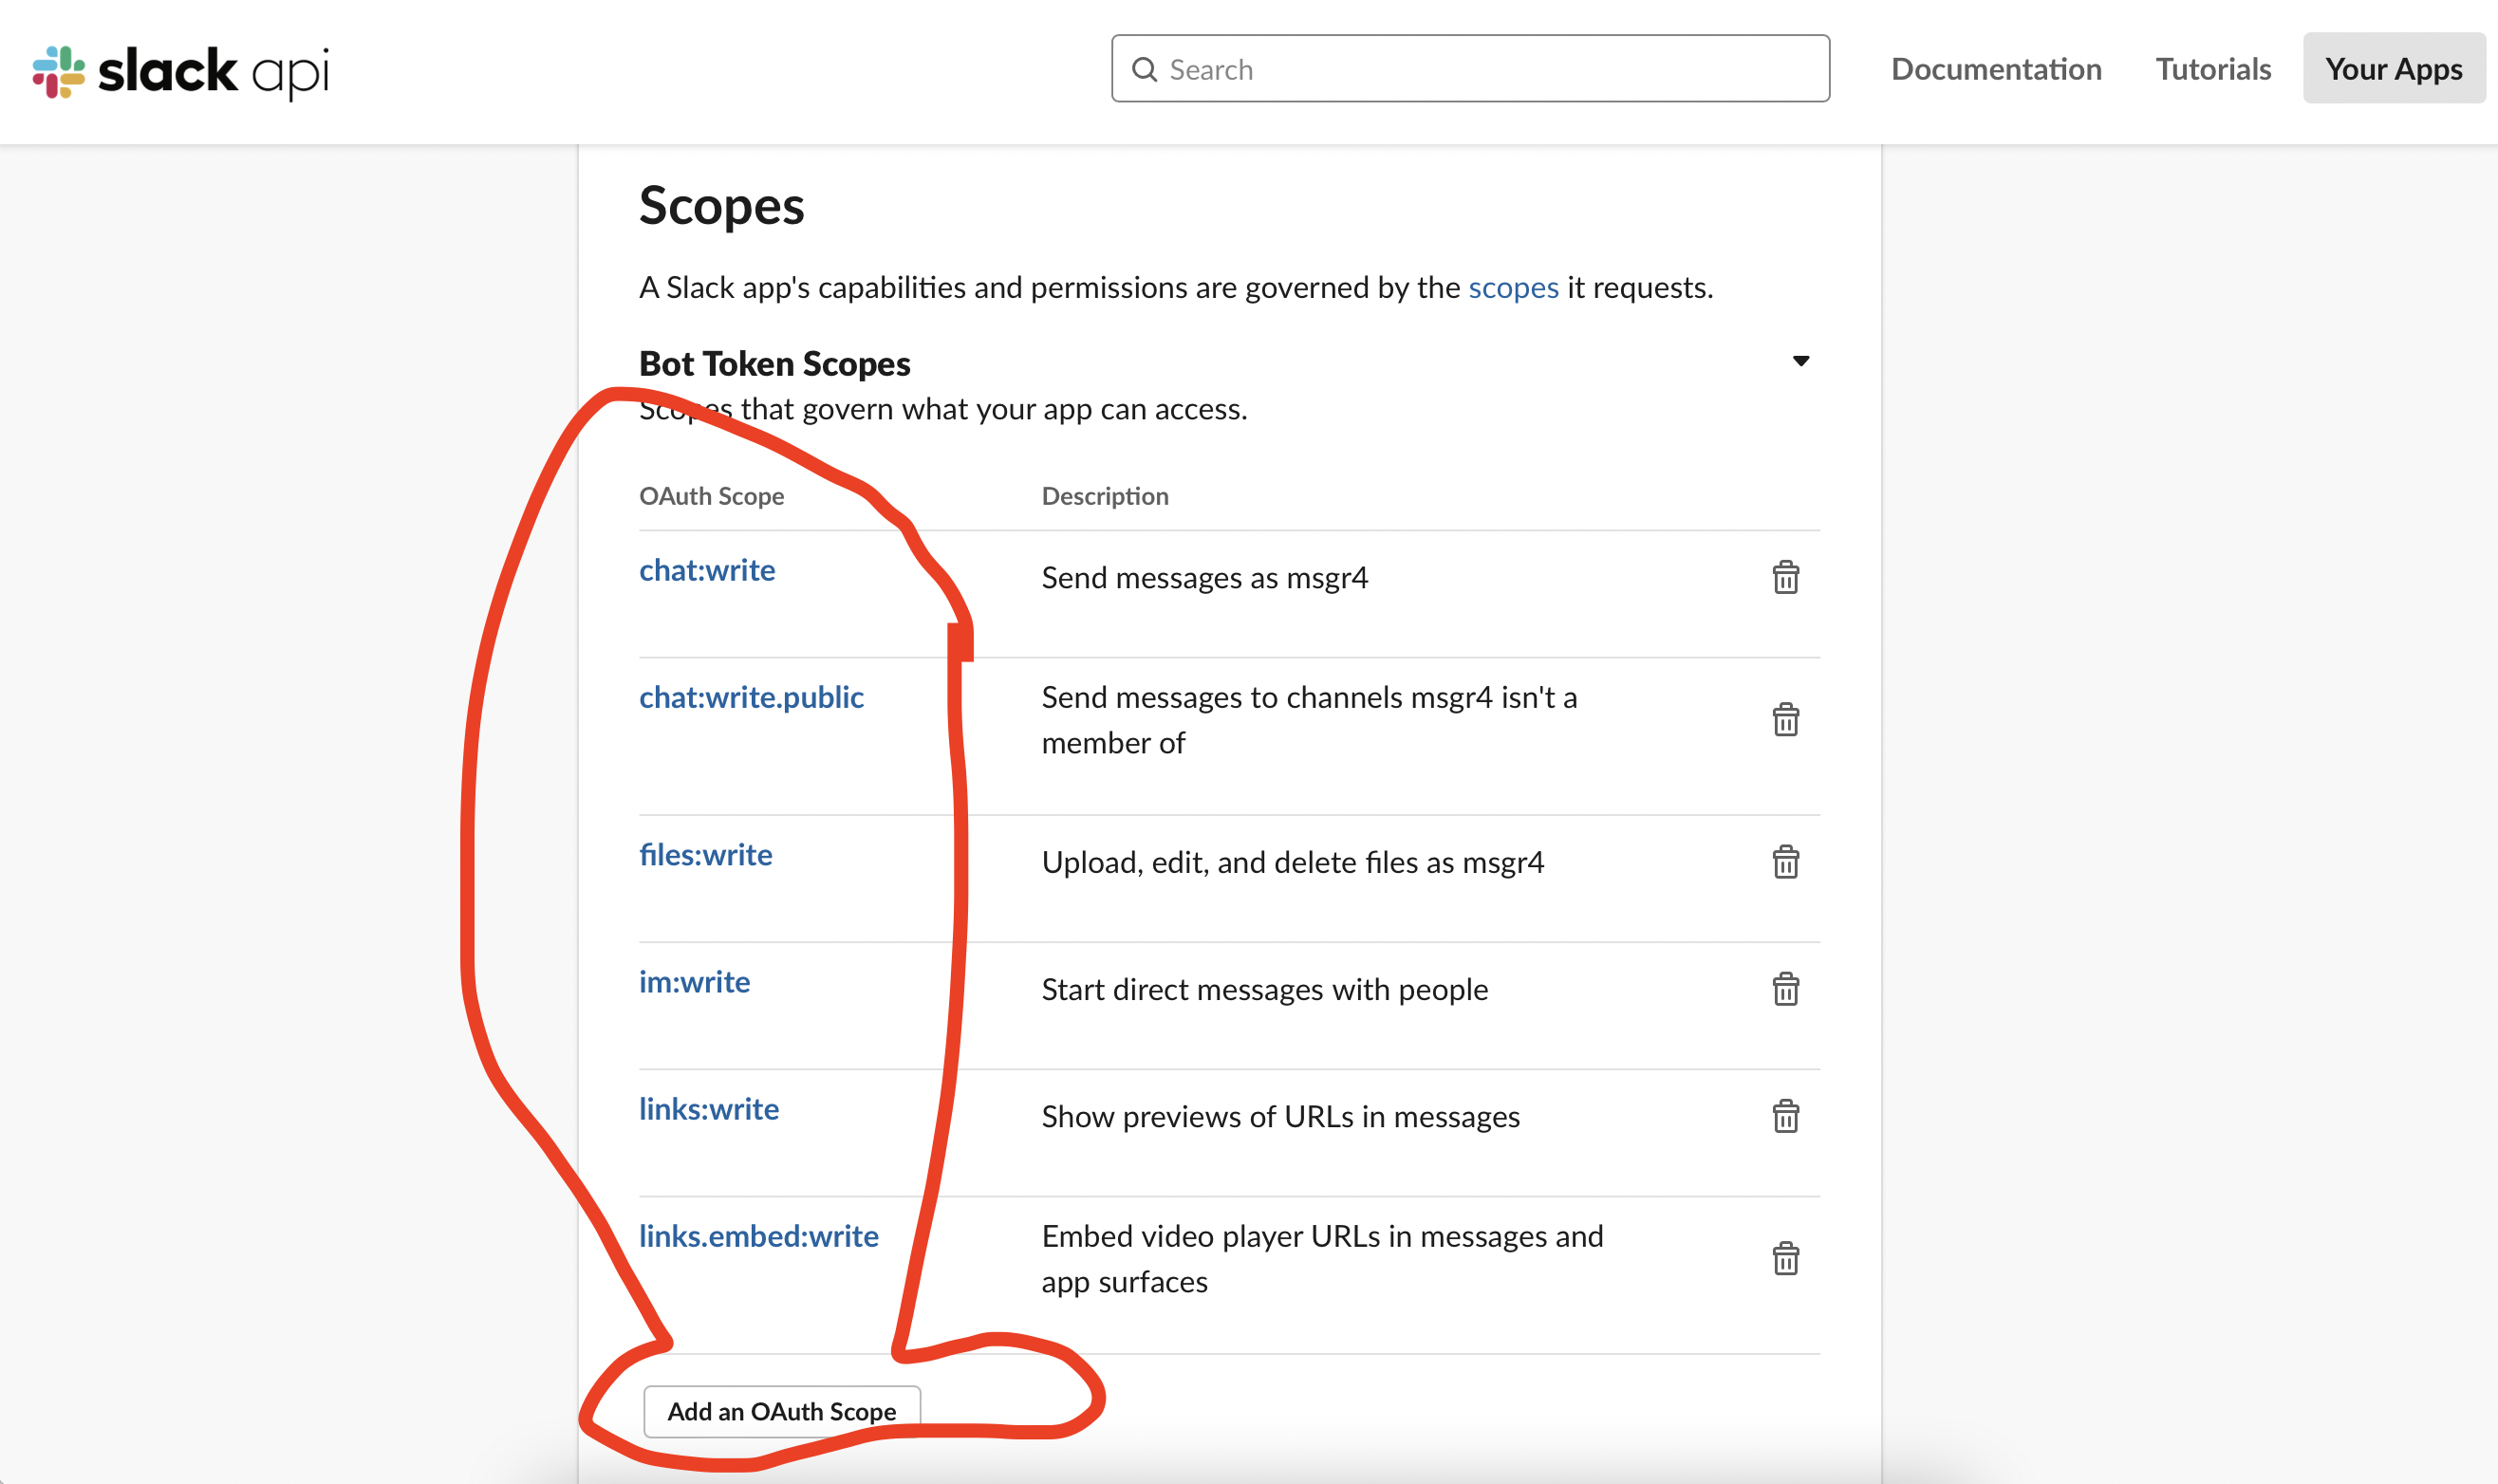 slack api
Search
Documentation
Tutorials
Your Apps
Scopes
A Slack app's capabilities and permissions are governed by the scopes it requests.
Bot Token Scopes
Scopes that govern what your app can access.
OAuth Scope
Description
chat:write
Send messages as msgr4
chat:write.public
Send messages to channels msgr4 isn't a
member of
files:write
Upload, edit, and delete files as msgr4
im:write
Start direct messages with people
links:write
Show previews of URLs in messages
links.embed:write
Embed video player URLs in messages and
app surfaces
Add an OAuth Scope